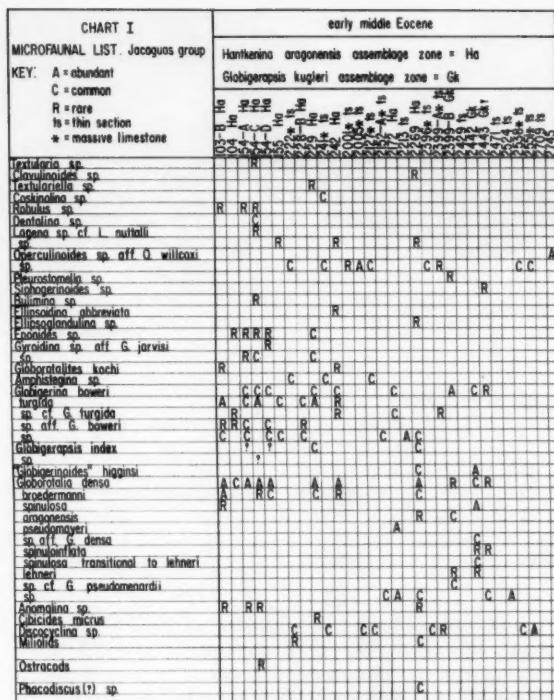 CHART I
MICROFAUNAL LIST. Jacaguas group
KEY: A = abundant
C = common
R = rare
ts = thin section
* = massive limestone
early middle Eocene
Hantkenina aragonensis assemblage zone = Ha
Globigerapsis kugleri assemblage zone = Gk
Textularia sp. R
Clavulinoides sp. R
Textulariella sp. R
Coskinolina sp. C
Robulus sp. R R R
Dentalina sp. C
Lagena sp. cf. L. nuttalli R
sp. R R R
Operculinoides sp. aff. O. willcoxi A
sp. C C R A C C R C C
Pleurostomella sp. R
Siphogerinoides sp. R
Bulimina sp. R
Ellipsoidina abbreviata R
Ellipsoglandulina sp. R
Eponides sp. R R R R C
Gyroidina sp. aff. G. jarvisi R
sp. R C C
Globorotalites kochi R R
Amphistegina sp. C C C
Globigerina boweri C C C C C R C A C R
turgida A C A C C A R
sp. cf. G. turgida R R C R
sp. aff. G. boweri R R C C R
sp. C C C C C C A C
Globigerapsis index ? ? C C
sp. ?
"Globigerinoides" higginsi C A
Globorotalia densa A C A A A A A A R C C
broedermanni A R C C R C
spinulosa R A
aragonensis R C
pseudomayeri A
sp. aff. G. densa C
spinuloinflata R R
spinulosa transitional to lehneri C
lehneri R R
sp. cf. G. pseudomenardii C
sp. C A C C A
Anomalina sp. R R R R
Cibicides micrus R
Discocyclina sp. C C C C C R C A
Miliolids R C
Ostracods R
Phacodiscus(?) sp. C